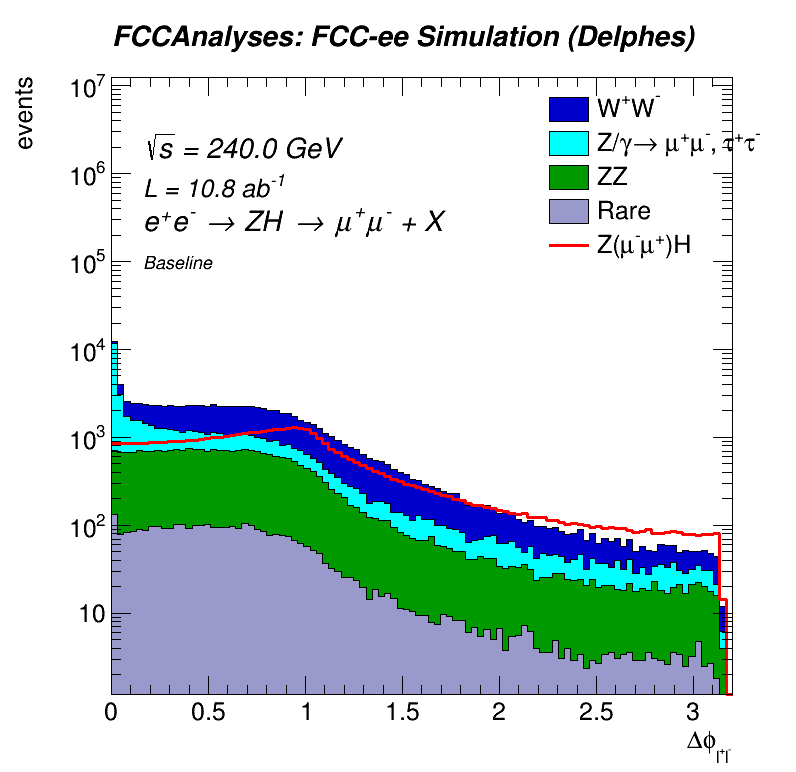 FCCAnalyses: FCC-ee Simulation (Delphes)
events
10⁷
10⁶
10⁵
10⁴
10³
10²
10
√s = 240.0 GeV
L = 10.8 ab⁻¹
e⁺e⁻ → ZH → μ⁺μ⁻ + X
Baseline
W⁺W⁻
Z/γ→ μ⁺μ⁻, τ⁺τ⁻
ZZ
Rare
Z(μ⁻μ⁺)H
0 0.5 1 1.5 2 2.5 3
Δϕ_l⁺l⁻